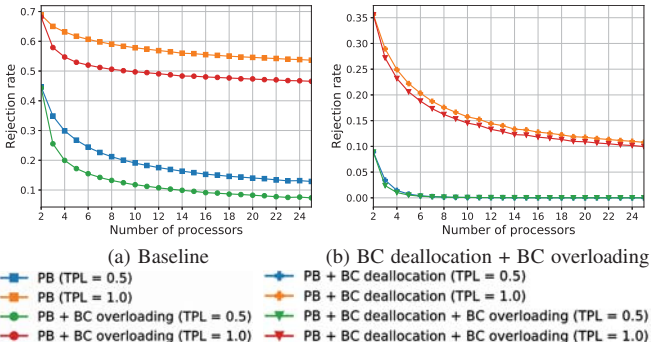 0.7
0.6
0.5
0.4
0.3
0.2
0.1
Rejection rate
2 4 6 8 10 12 14 16 18 20 22 24
Number of processors
(a) Baseline
0.35
0.30
0.25
0.20
0.15
0.10
0.05
0.00
Rejection rate
2 4 6 8 10 12 14 16 18 20 22 24
Number of processors
(b) BC deallocation + BC overloading
PB (TPL = 0.5)
PB (TPL = 1.0)
PB + BC overloading (TPL = 0.5)
PB + BC overloading (TPL = 1.0)
PB + BC deallocation (TPL = 0.5)
PB + BC deallocation (TPL = 1.0)
PB + BC deallocation + BC overloading (TPL = 0.5)
PB + BC deallocation + BC overloading (TPL = 1.0)